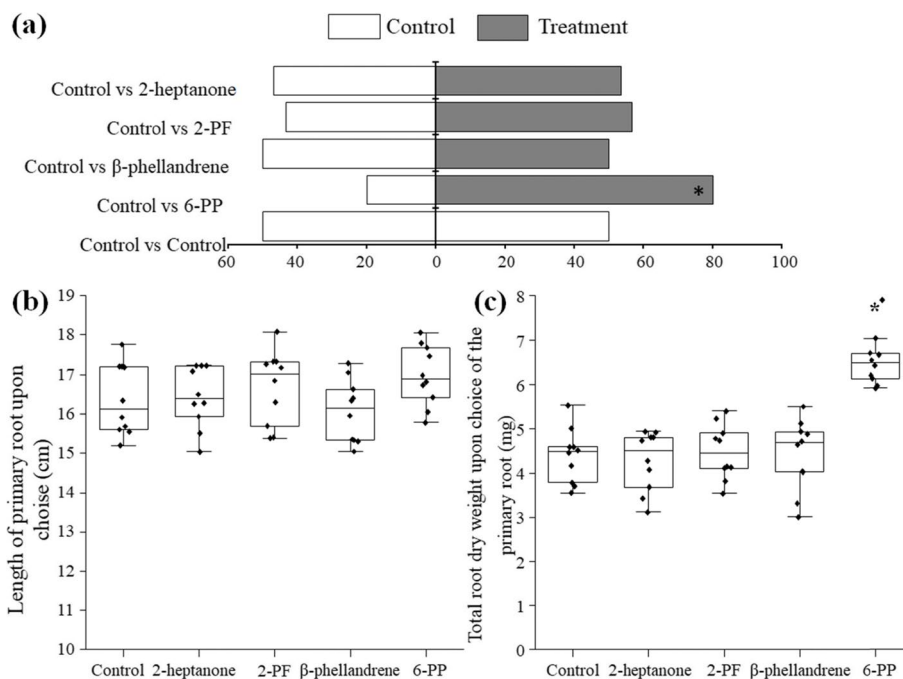 (a)
Control
Treatment
Control vs 2-heptanone
Control vs 2-PF
Control vs β-phellandrene
*
Control vs 6-PP
Control vs Control
60 40 20 0 20 40 60 80 100
(b)
Length of primary root upon
choise (cm)
19
18
17
16
15
14
13
12
11
10
Control 2-heptanone 2-PF β-phellandrene 6-PP
(c)
Total root dry weight upon choice of the
primary root (mg)
8
7
6
5
4
3
2
1
0
*
Control 2-heptanone 2-PF β-phellandrene 6-PP